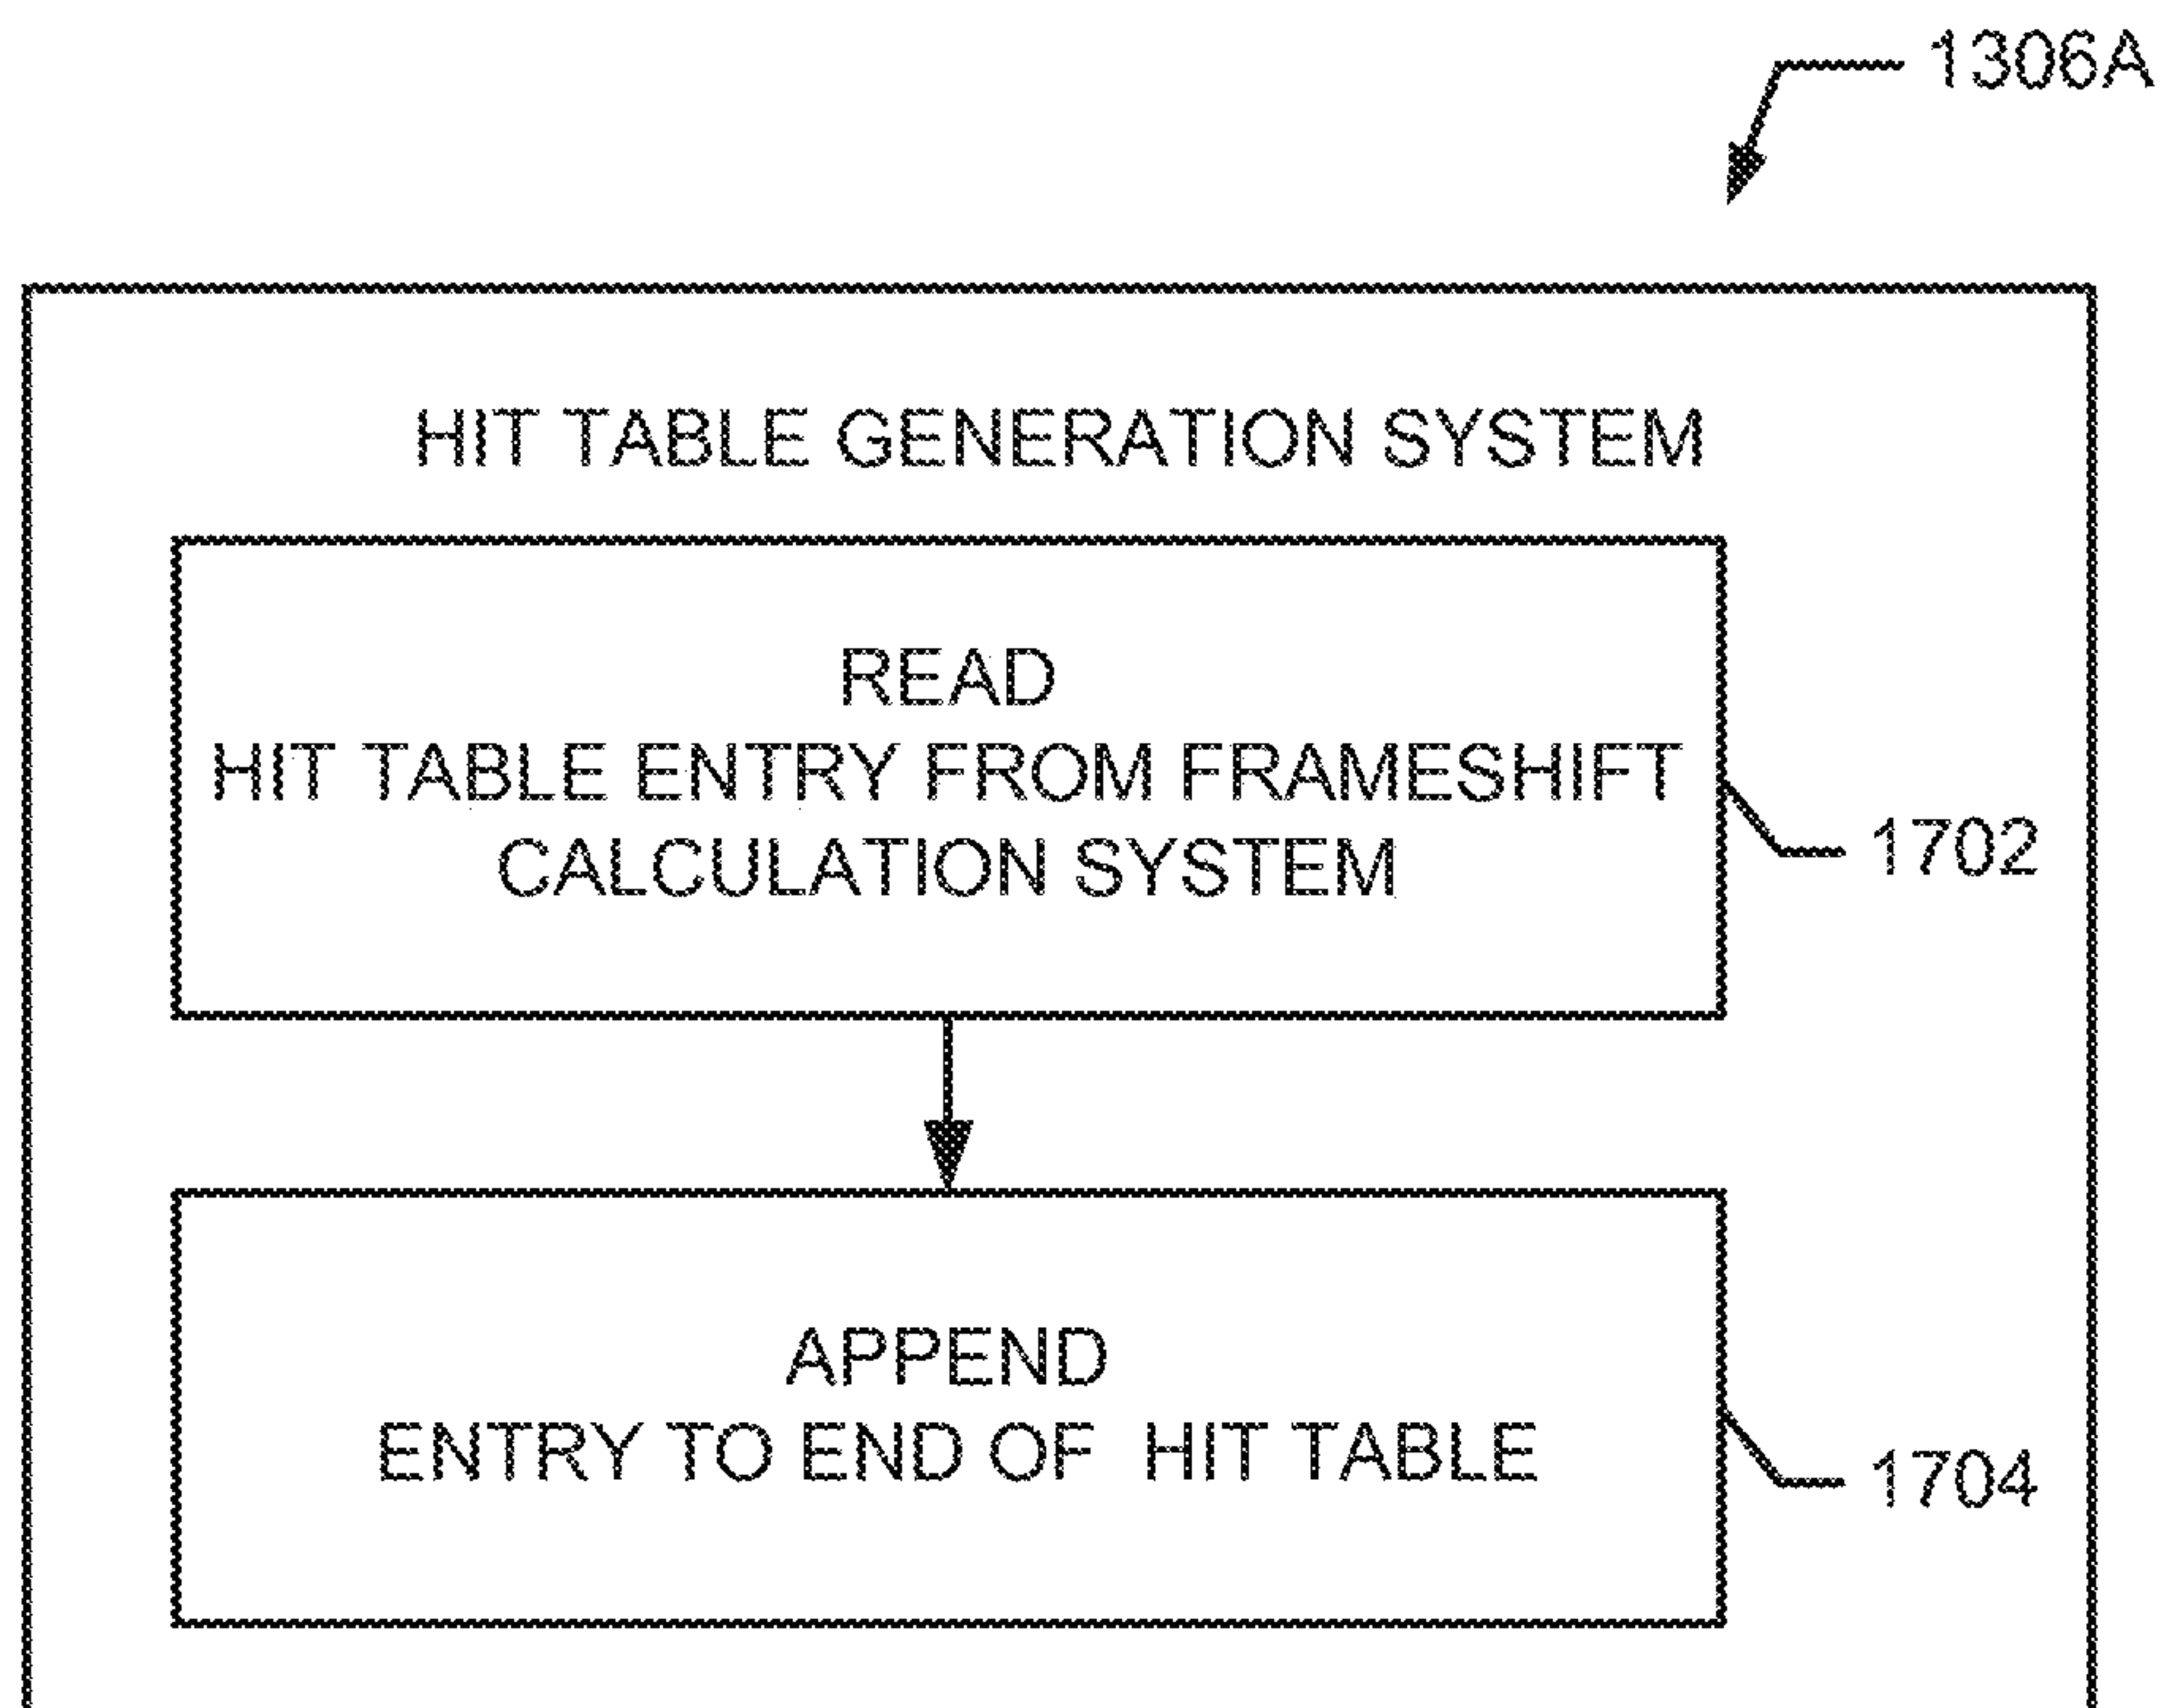 1306A
HIT TABLE GENERATION SYSTEM
READ
HIT TABLE ENTRY FROM FRAMESHIFT
CALCULATION SYSTEM
1702
APPEND
ENTRY TO END OF HIT TABLE
1704